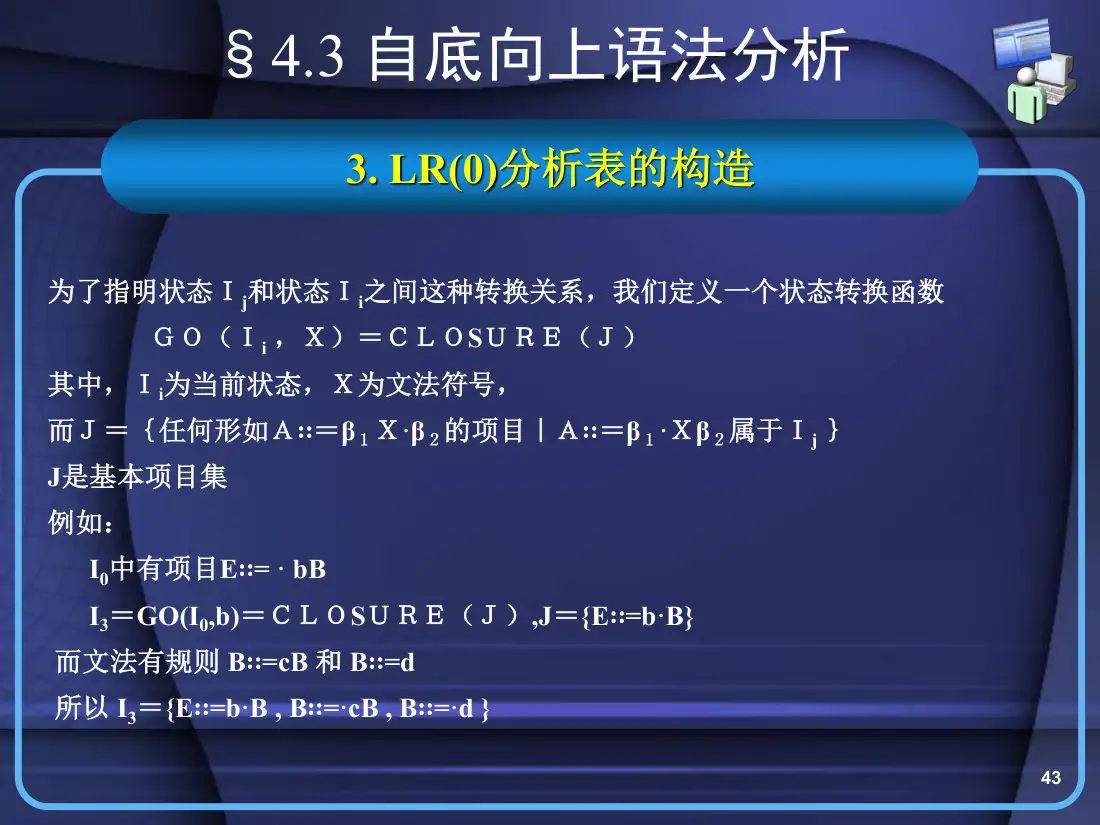 §4.3 自底向上语法分析
3. LR(0)分析表的构造
为了指明状态Ｉj和状态Ｉi之间这种转换关系，我们定义一个状态转换函数
ＧＯ（Ｉi，Ｘ）＝ＣＬＯSＵＲＥ（Ｊ）
其中，Ｉi为当前状态，Ｘ为文法符号，
而Ｊ＝｛任何形如Ａ∷＝β１Ｘ·β２的项目｜Ａ∷＝β１·Ｘβ２属于Ｉj｝
J是基本项目集
例如：
I0中有项目E∷= · bB
I3＝GO(I0,b)＝ＣＬＯSＵＲＥ（Ｊ）,J＝{E∷=b·B}
而文法有规则 B∷=cB 和 B∷=d
所以 I3＝{E∷=b·B , B∷=·cB , B∷=·d }
43